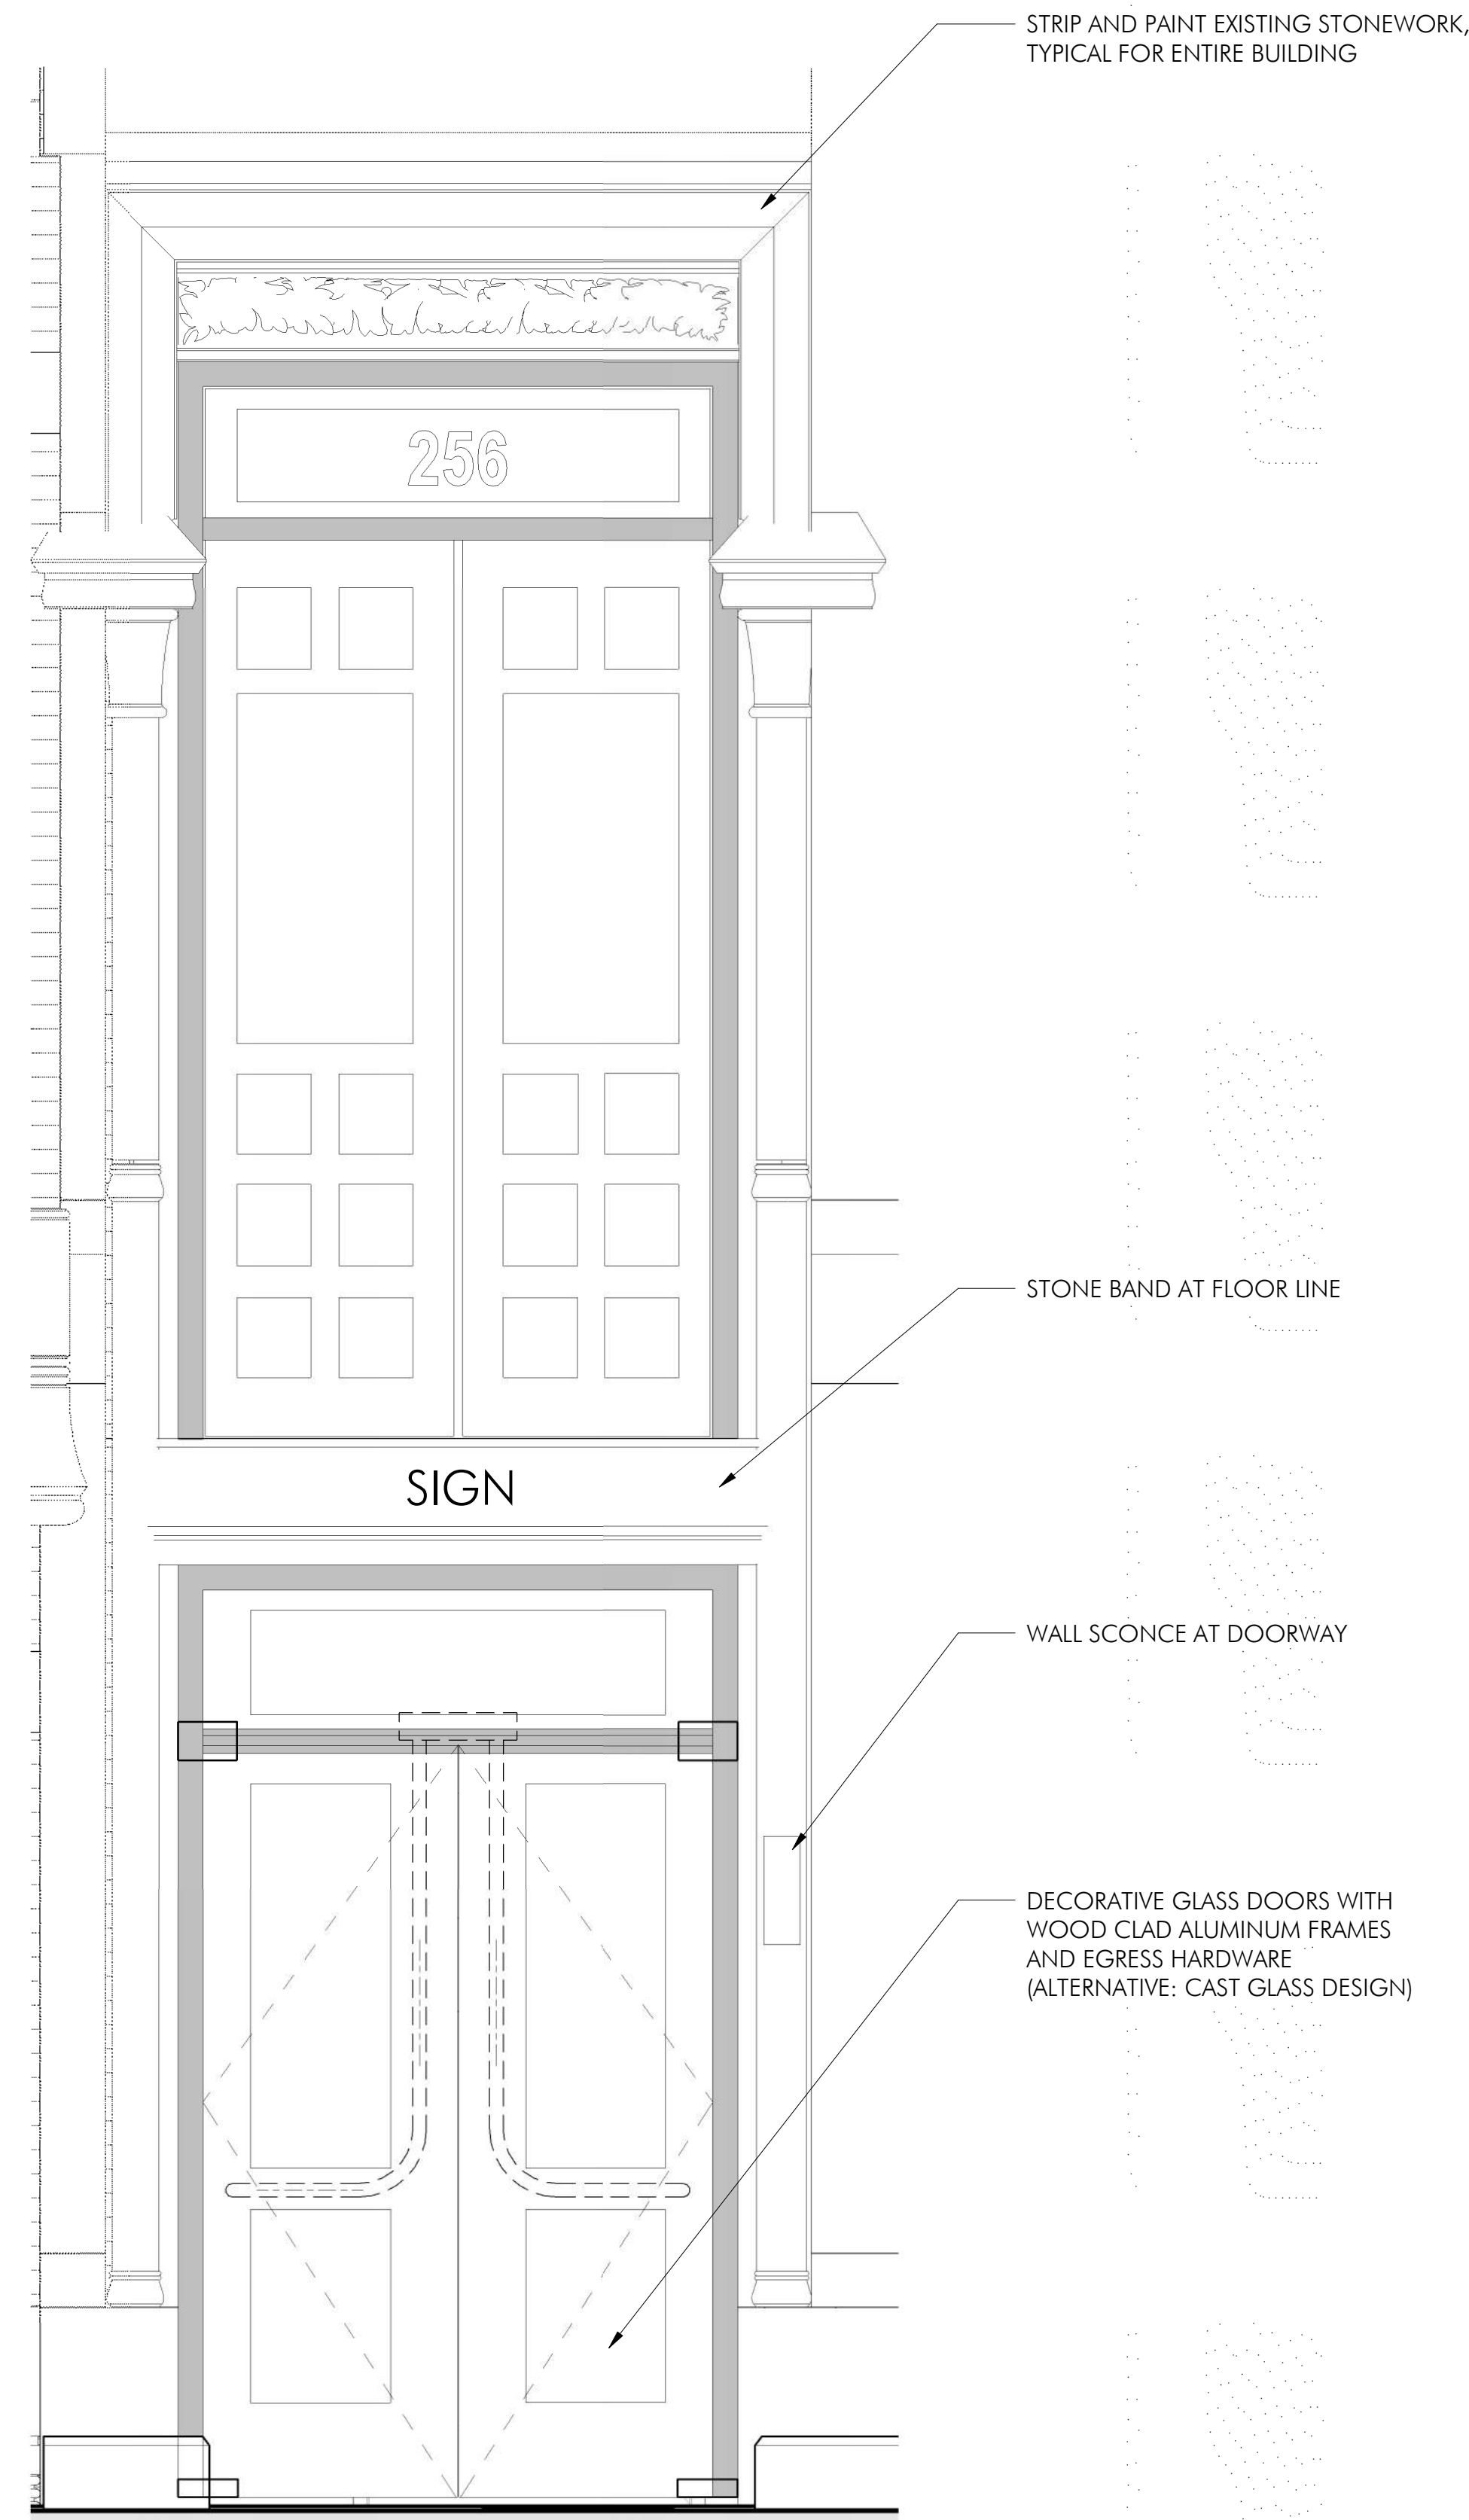 STRIP AND PAINT EXISTING STONEWORK,
TYPICAL FOR ENTIRE BUILDING
256
STONE BAND AT FLOOR LINE
SIGN
WALL SCONCE AT DOORWAY
DECORATIVE GLASS DOORS WITH
WOOD CLAD ALUMINUM FRAMES
AND EGRESS HARDWARE
(ALTERNATIVE: CAST GLASS DESIGN)